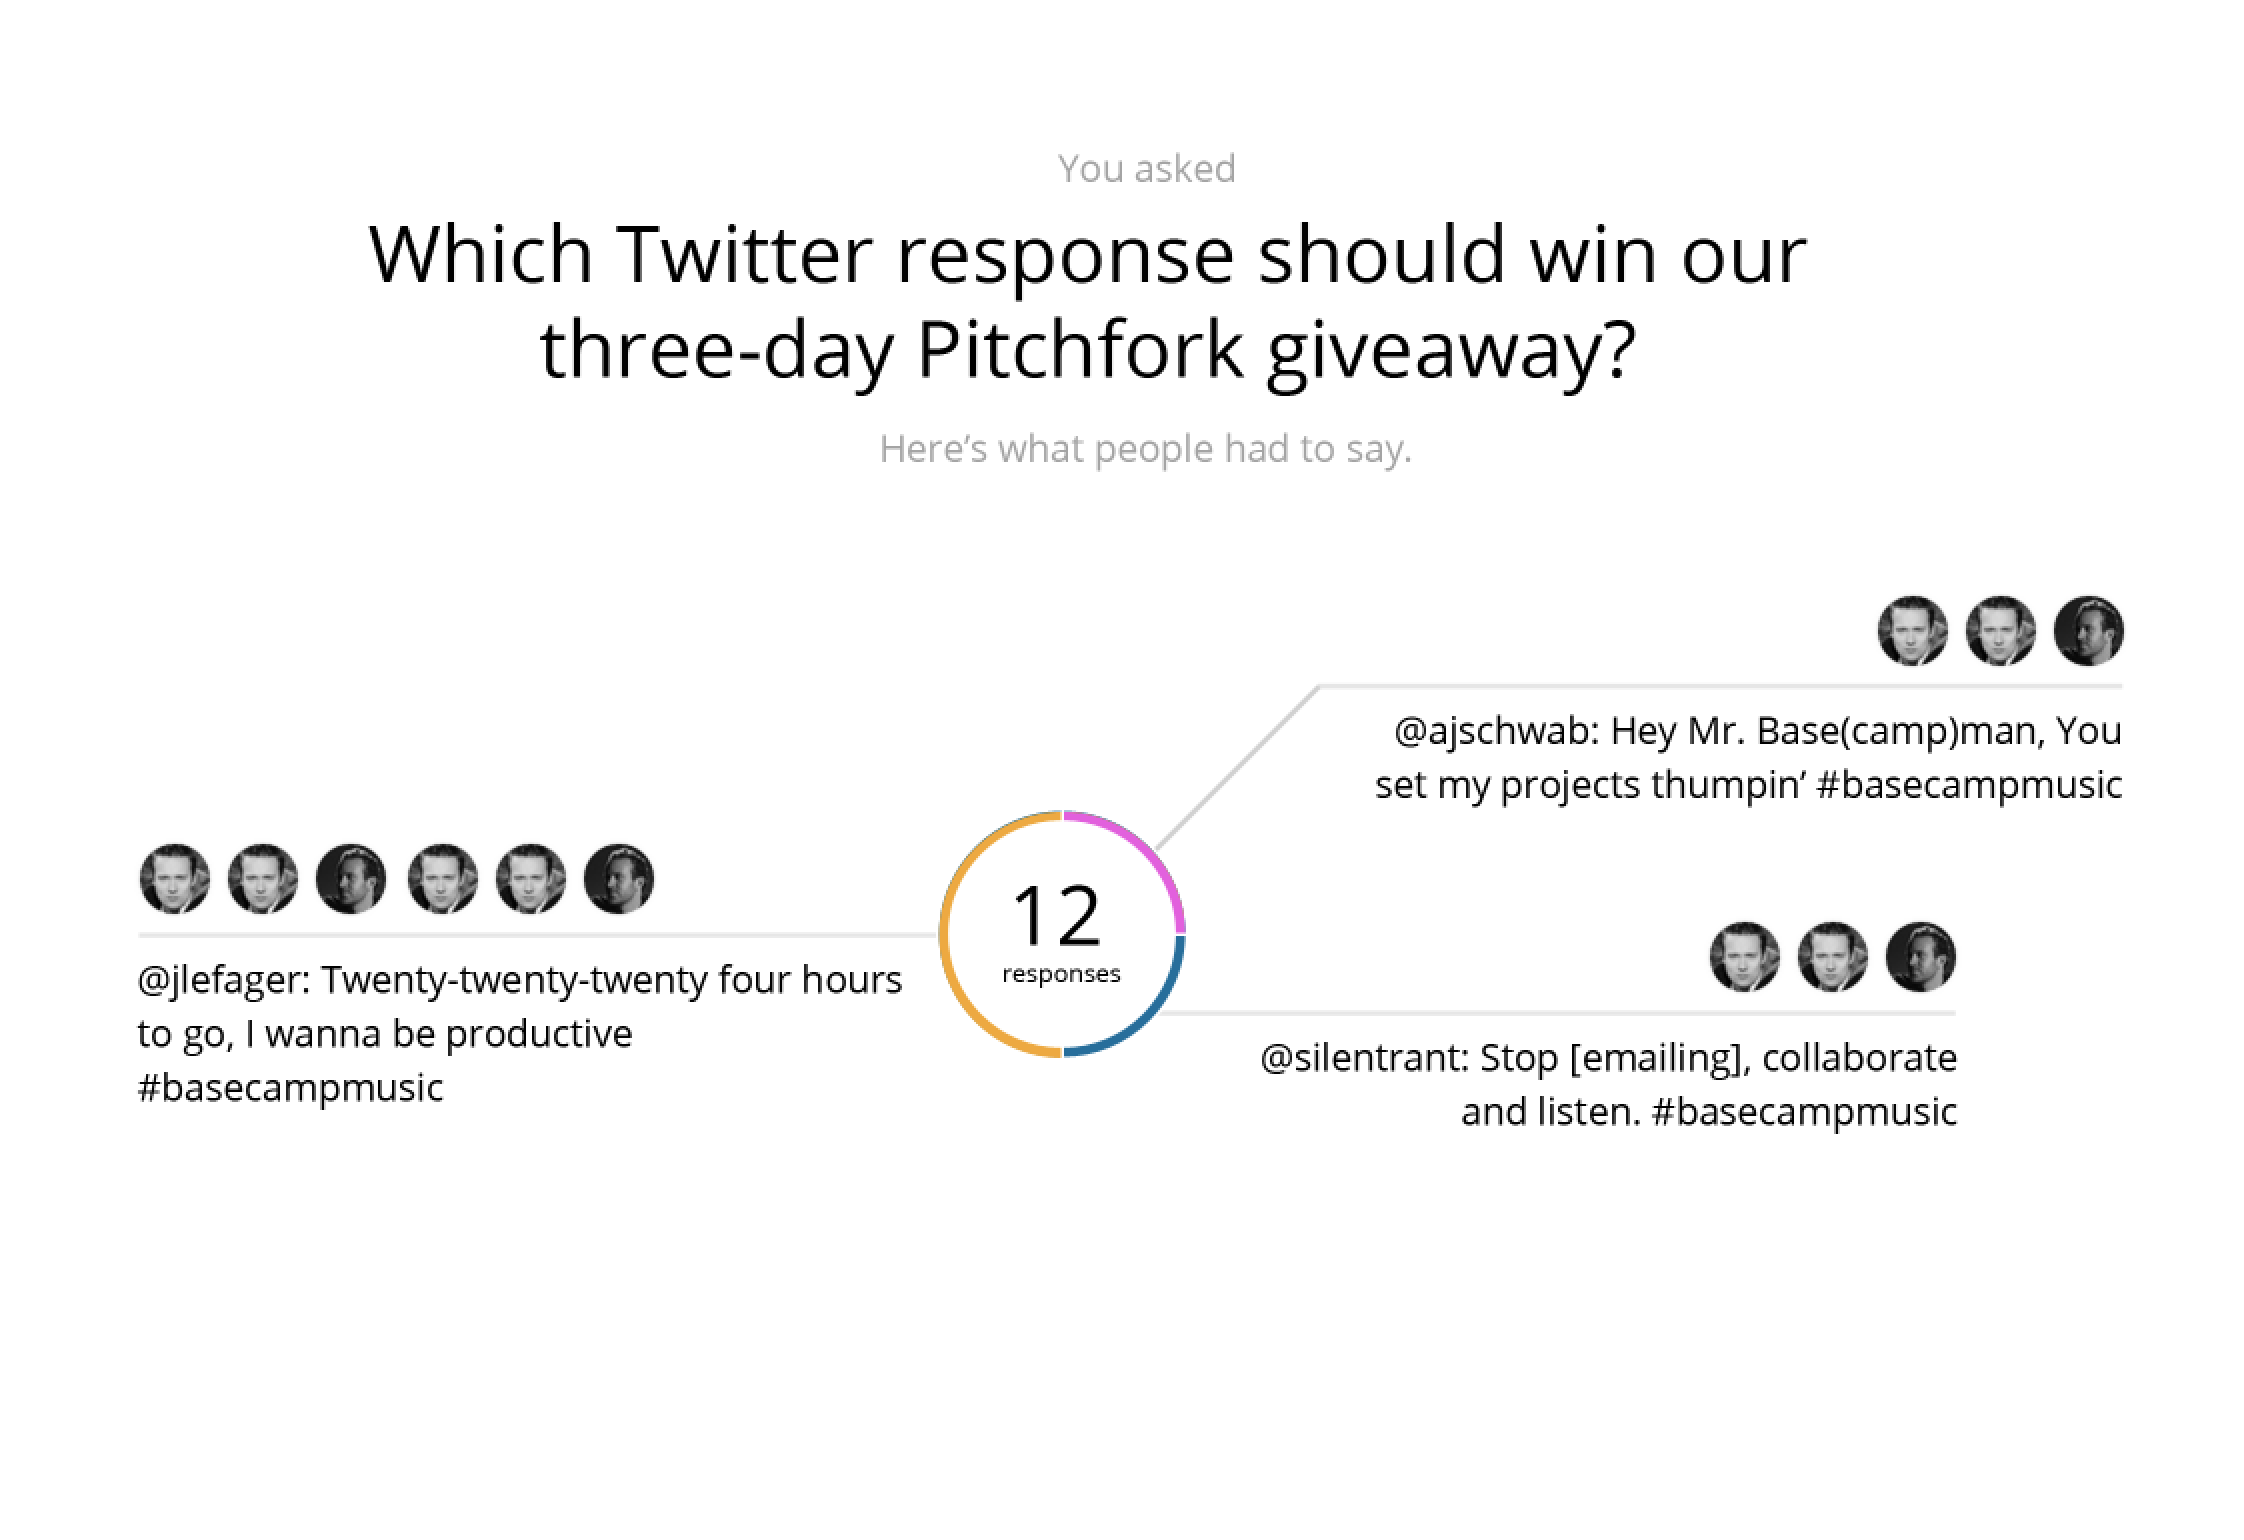 You asked
Which Twitter response should win our
three-day Pitchfork giveaway?
Here’s what people had to say.
@ajschwab: Hey Mr. Base(camp)man, You
set my projects thumpin’ #basecampmusic
12
responses
@jlefager: Twenty-twenty-twenty four hours
to go, I wanna be productive
#basecampmusic
@silentrant: Stop [emailing], collaborate
and listen. #basecampmusic